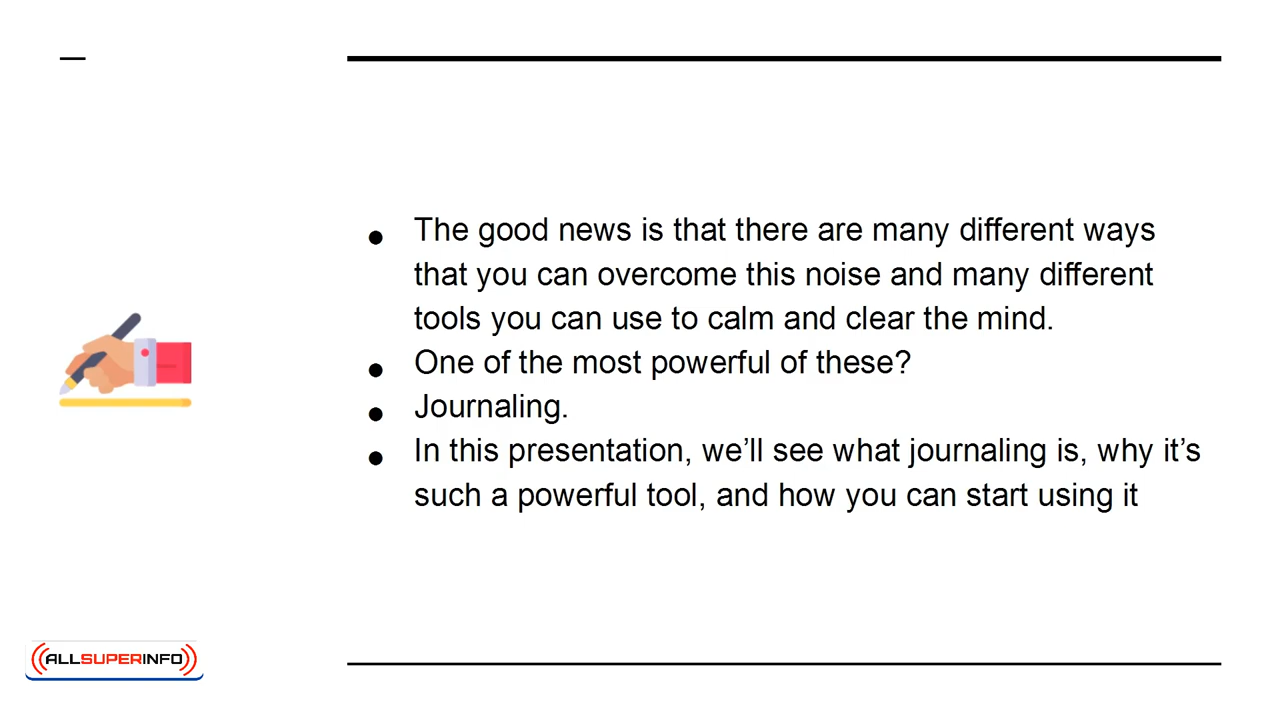 ● The good news is that there are many different ways
that you can overcome this noise and many different
tools you can use to calm and clear the mind.
● One of the most powerful of these?
● Journaling.
● In this presentation, we’ll see what journaling is, why it’s
such a powerful tool, and how you can start using it
ALLSUPERINFO